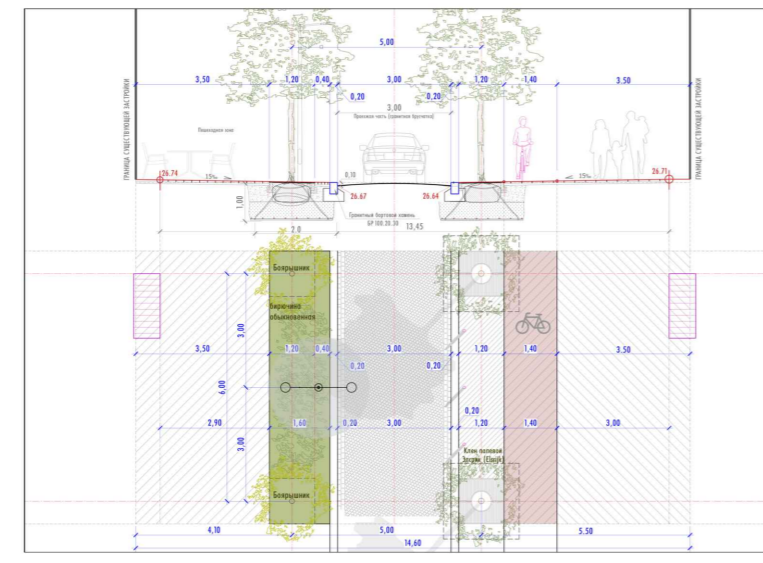 5,00
3,50 1,20 0,40 3,00 1,20 1,40 3,50
0,20 0,20
3,00
Проезжая часть (гранитная брусчатка)
ГРАНИЦА СУЩЕСТВУЮЩЕЙ ЗАСТРОЙКИ
ГРАНИЦА СУЩЕСТВУЮЩЕЙ ЗАСТРОЙКИ
26.74 15‰ 0,10 15‰ 26.71
26.67 26.64
1,00
Гранитный бортовой камень
БР 100.20.30
2.0 13,45
Боярышник
бирючина
обыкновенная
3,00
3,50 1,20 0,40 3,00 1,20 1,40 3.50
0,20 0,20
6,00
0,20
2,90 1,60 0,20 3,00 1,20 1,40 3,00
3,00
Клен полевой
Боярышник
4,10 5,00 5.50
14,60